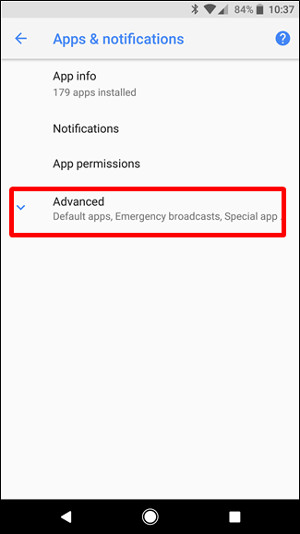 84% 10:37
Apps & notifications
App info
179 apps installed
Notifications
App permissions
Advanced
Default apps, Emergency broadcasts, Special app